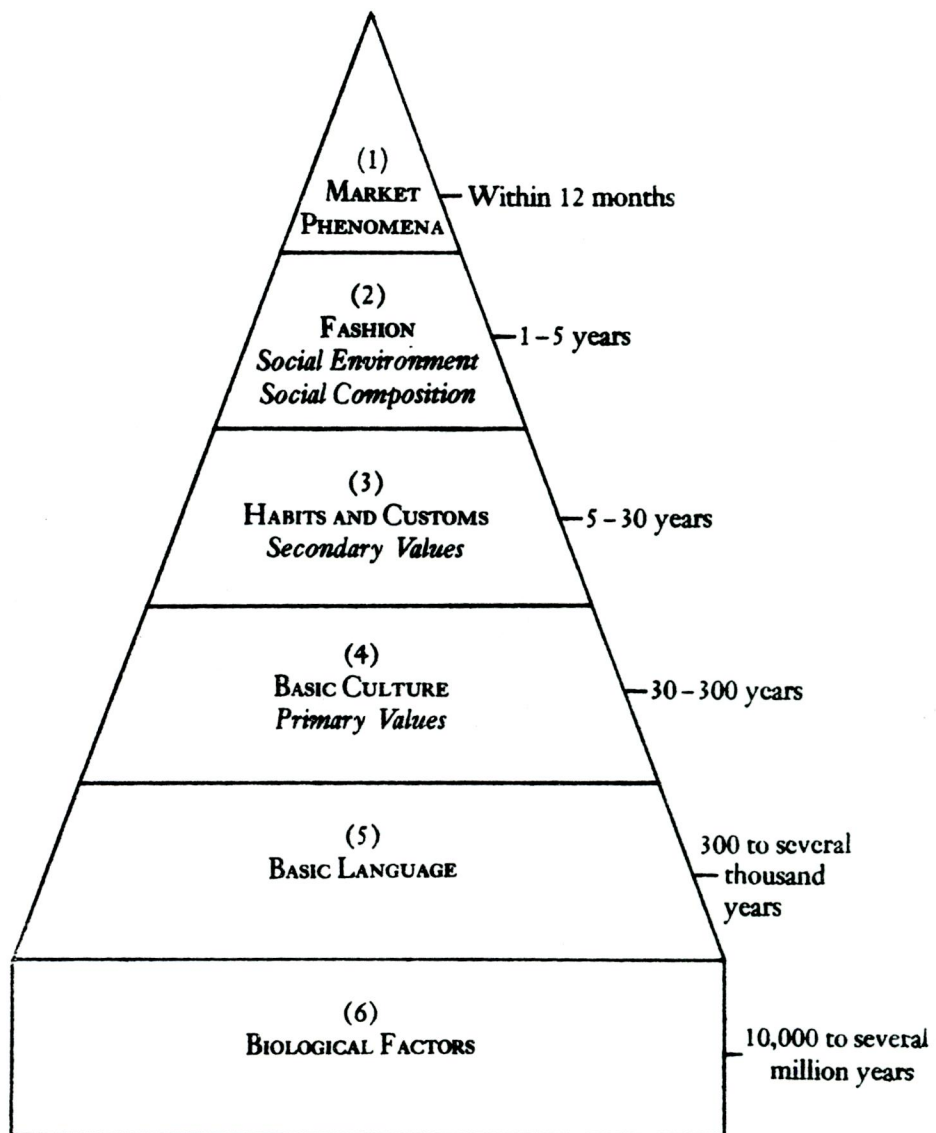 (1)
MARKET
PHENOMENA
Within 12 months
(2)
FASHION
Social Environment
Social Composition
1–5 years
(3)
HABITS AND CUSTOMS
Secondary Values
5–30 years
(4)
BASIC CULTURE
Primary Values
30–300 years
(5)
BASIC LANGUAGE
300 to several
thousand
years
(6)
BIOLOGICAL FACTORS
10,000 to several
million years